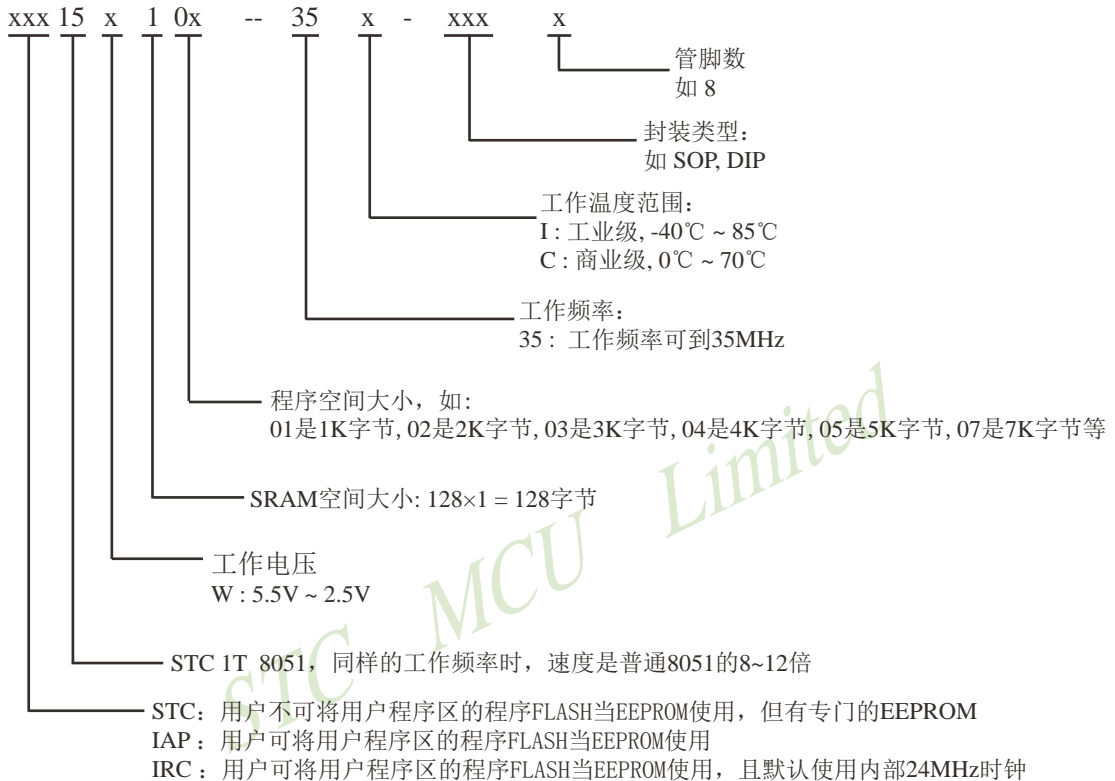 xxx 15 x 1 0x -- 35 x - xxx x
管脚数
如 8
封装类型：
如 SOP, DIP
工作温度范围：
I : 工业级, -40℃ ~ 85℃
C : 商业级, 0℃ ~ 70℃
工作频率：
35 : 工作频率可到35MHz
程序空间大小，如:
01是1K字节, 02是2K字节, 03是3K字节, 04是4K字节, 05是5K字节, 07是7K字节等
SRAM空间大小: 128×1 = 128字节
工作电压
W : 5.5V ~ 2.5V
STC 1T 8051，同样的工作频率时，速度是普通8051的8~12倍
STC：用户不可将用户程序区的程序FLASH当EEPROM使用，但有专门的EEPROM
IAP：用户可将用户程序区的程序FLASH当EEPROM使用
IRC：用户可将用户程序区的程序FLASH当EEPROM使用，且默认使用内部24MHz时钟
STC MCU Limited